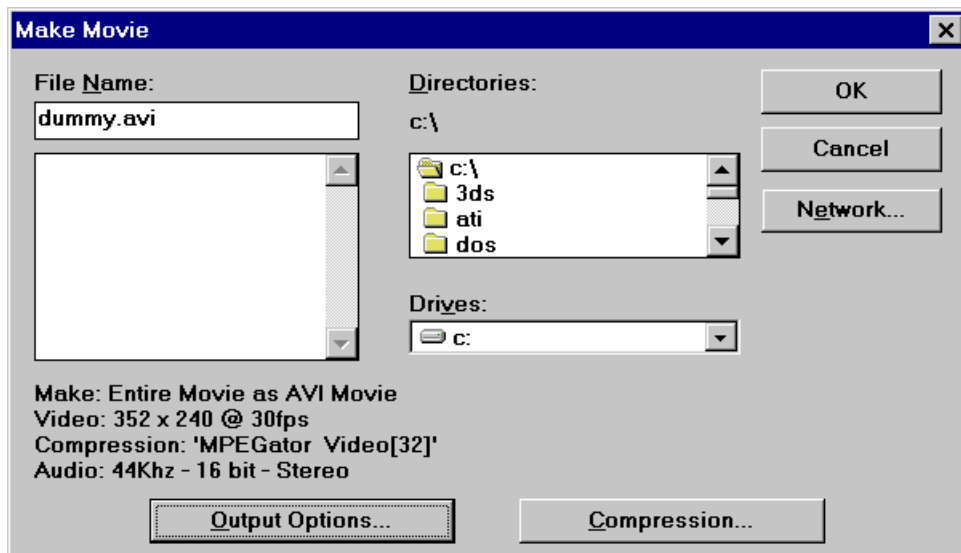 Make Movie
File Name:
dummy.avi
Directories:
c:\
c:\
3ds
ati
dos
Drives:
c:
OK
Cancel
Network...
Make: Entire Movie as AVI Movie
Video: 352 x 240 @ 30fps
Compression: 'MPEGator Video[32]'
Audio: 44Khz - 16 bit - Stereo
Output Options...
Compression...